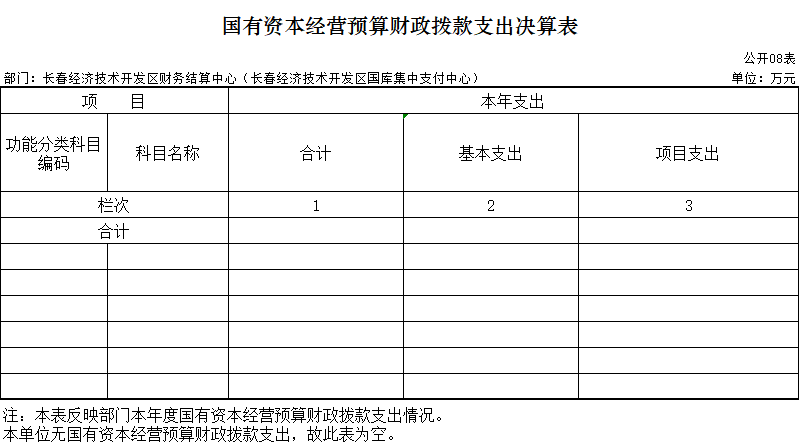 国有资本经营预算财政拨款支出决算表
公开08表
部门：长春经济技术开发区财务结算中心（长春经济技术开发区国库集中支付中心） 单位：万元
项 目 本年支出
功能分类科目
编码 科目名称 合计 基本支出 项目支出
栏次 1 2 3
合计
注：本表反映部门本年度国有资本经营预算财政拨款支出情况。
本单位无国有资本经营预算财政拨款支出，故此表为空。